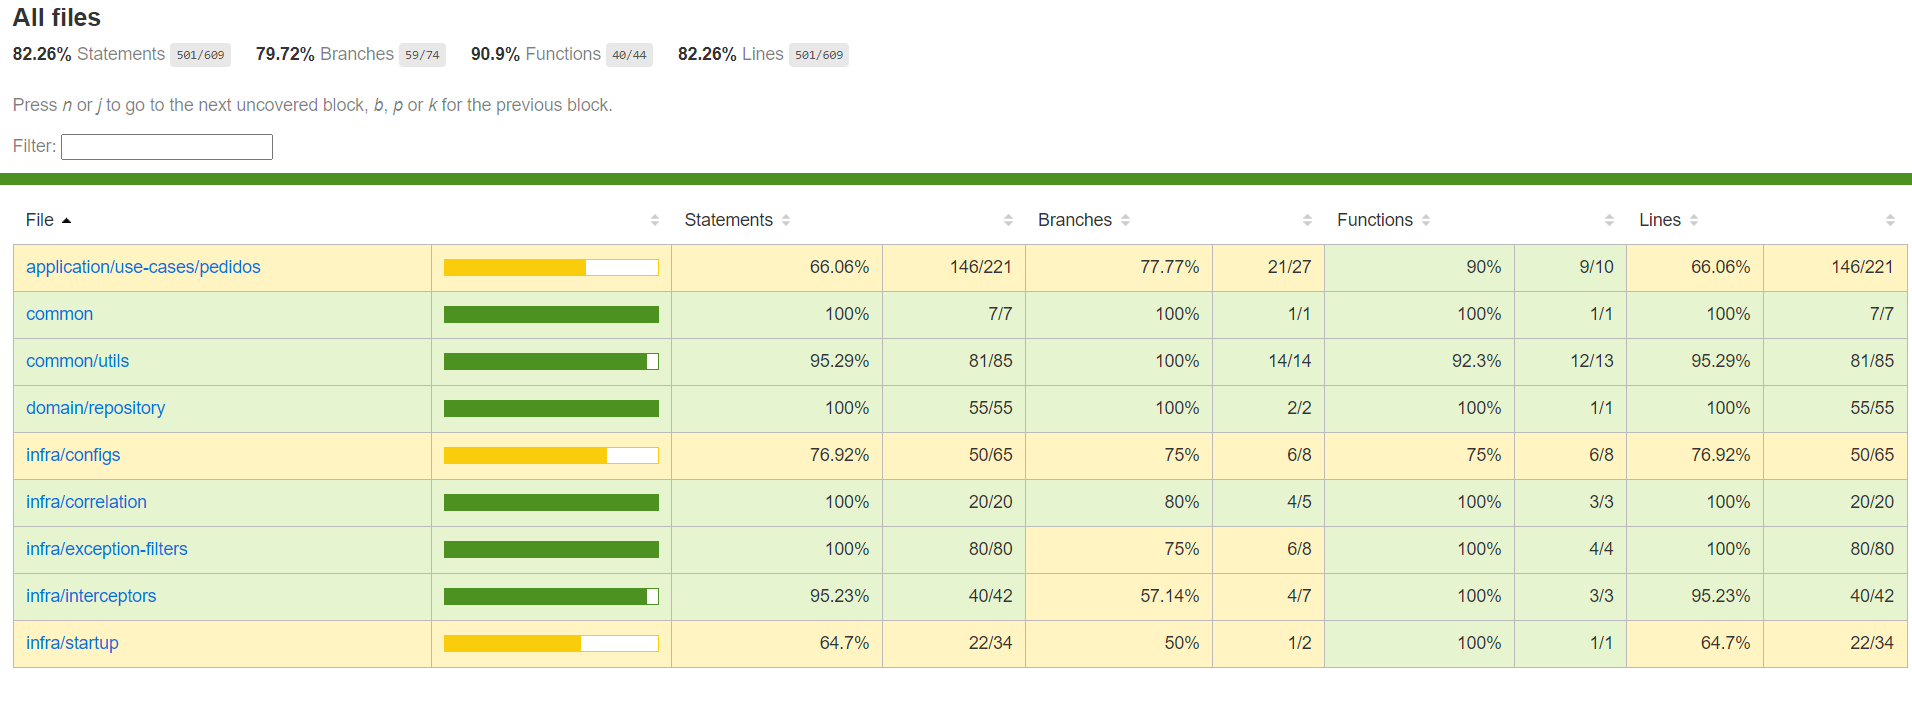 All files
82.26% Statements 501/609 79.72% Branches 59/74 90.9% Functions 40/44 82.26% Lines 501/609
Press n or j to go to the next uncovered block, b, p or k for the previous block.
Filter:
File Statements Branches Functions Lines
application/use-cases/pedidos 66.06% 146/221 77.77% 21/27 90% 9/10 66.06% 146/221
common 100% 7/7 100% 1/1 100% 1/1 100% 7/7
common/utils 95.29% 81/85 100% 14/14 92.3% 12/13 95.29% 81/85
domain/repository 100% 55/55 100% 2/2 100% 1/1 100% 55/55
infra/configs 76.92% 50/65 75% 6/8 75% 6/8 76.92% 50/65
infra/correlation 100% 20/20 80% 4/5 100% 3/3 100% 20/20
infra/exception-filters 100% 80/80 75% 6/8 100% 4/4 100% 80/80
infra/interceptors 95.23% 40/42 57.14% 4/7 100% 3/3 95.23% 40/42
infra/startup 64.7% 22/34 50% 1/2 100% 1/1 64.7% 22/34